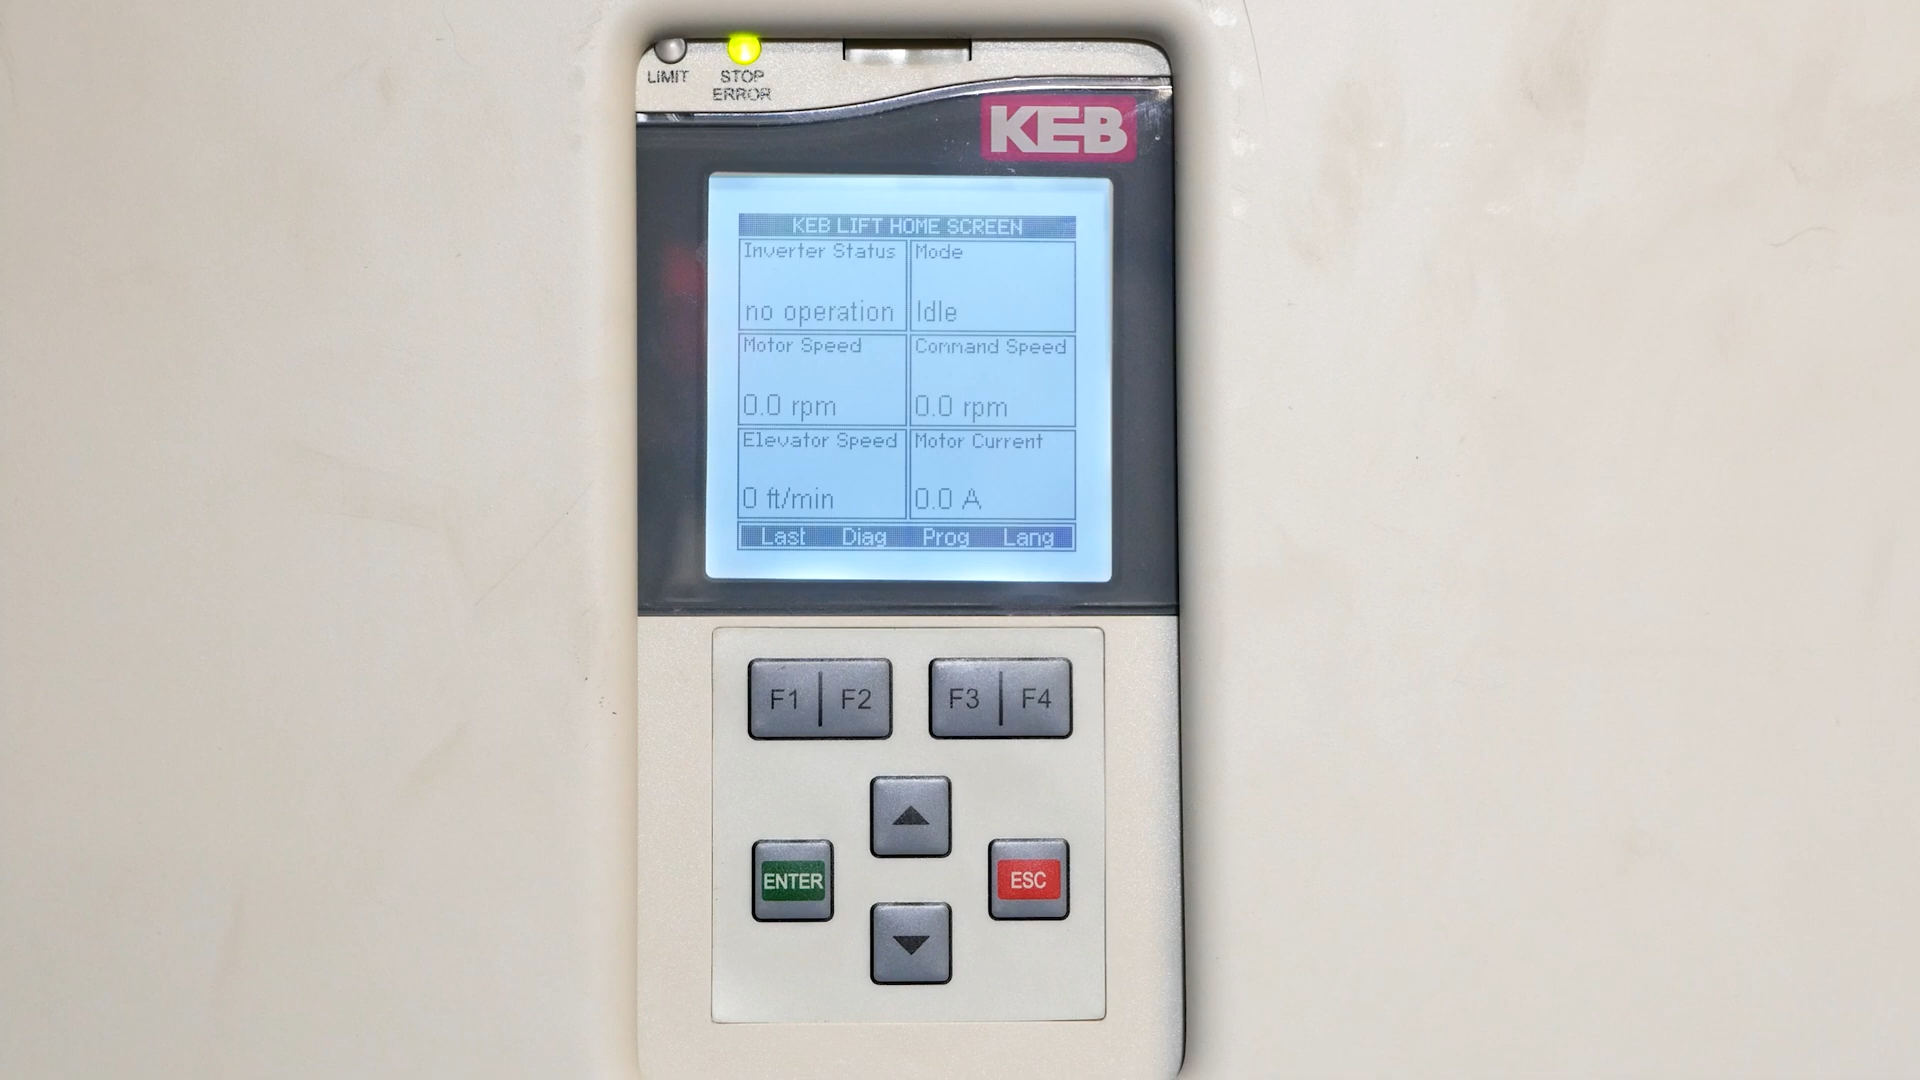 LIMIT
STOP
ERROR
KEB
KEB LIFT HOME SCREEN
Inverter Status
Mode
no operation
Idle
Motor Speed
Command Speed
0.0 rpm
0.0 rpm
Elevator Speed
Motor Current
0 ft/min
0.0 A
Last Diag Prog Lang
F1 F2 F3 F4
ENTER
ESC